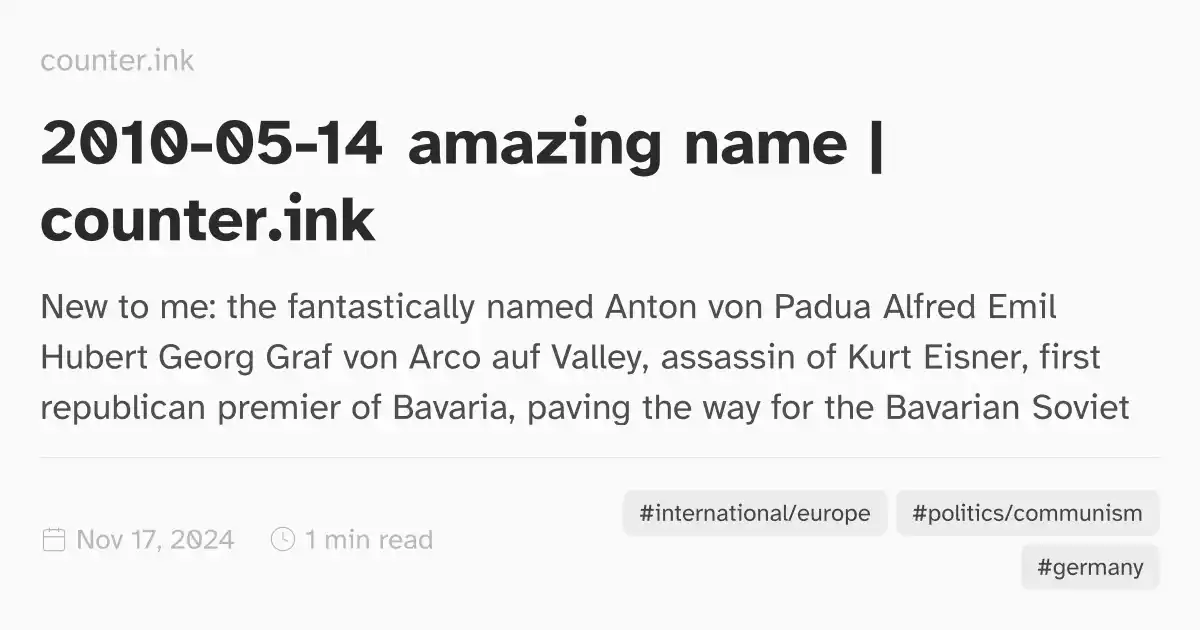 counter.ink
2010-05-14 amazing name |
counter.ink
New to me: the fantastically named Anton von Padua Alfred Emil
Hubert Georg Graf von Arco auf Valley, assassin of Kurt Eisner, first
republican premier of Bavaria, paving the way for the Bavarian Soviet
#international/europe #politics/communism
Nov 17, 2024 1 min read
#germany